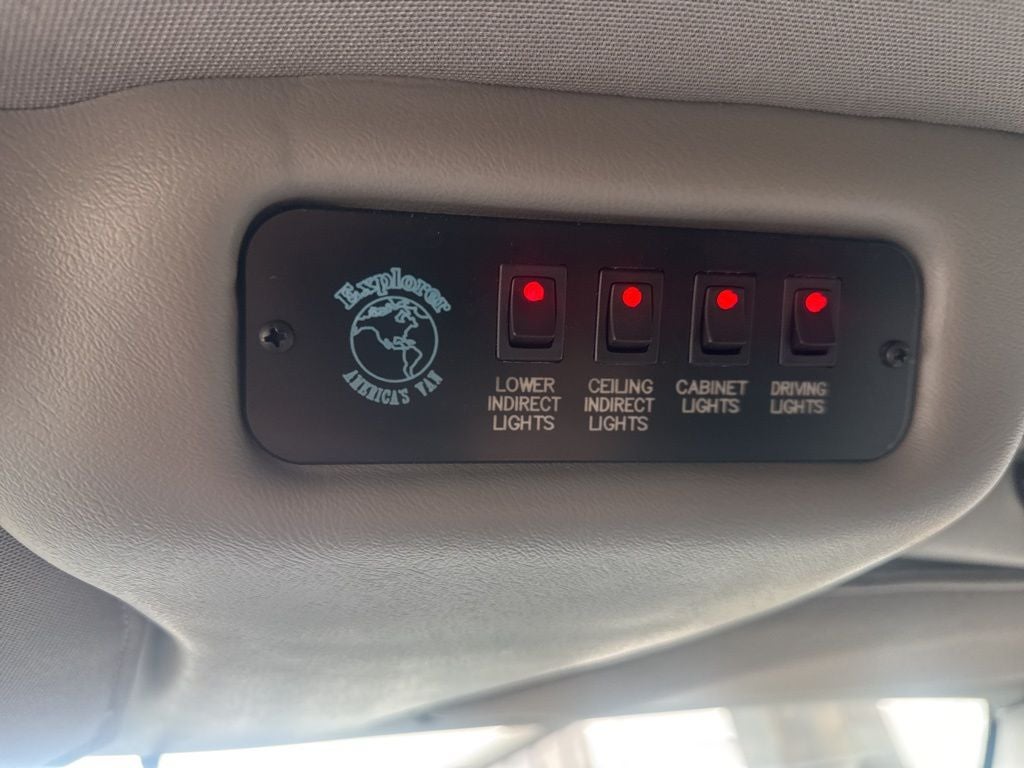 Explorer
AMERICA'S VAN
LOWER
INDIRECT
LIGHTS
CEILING
INDIRECT
LIGHTS
CABINET
LIGHTS
DRIVING
LIGHTS